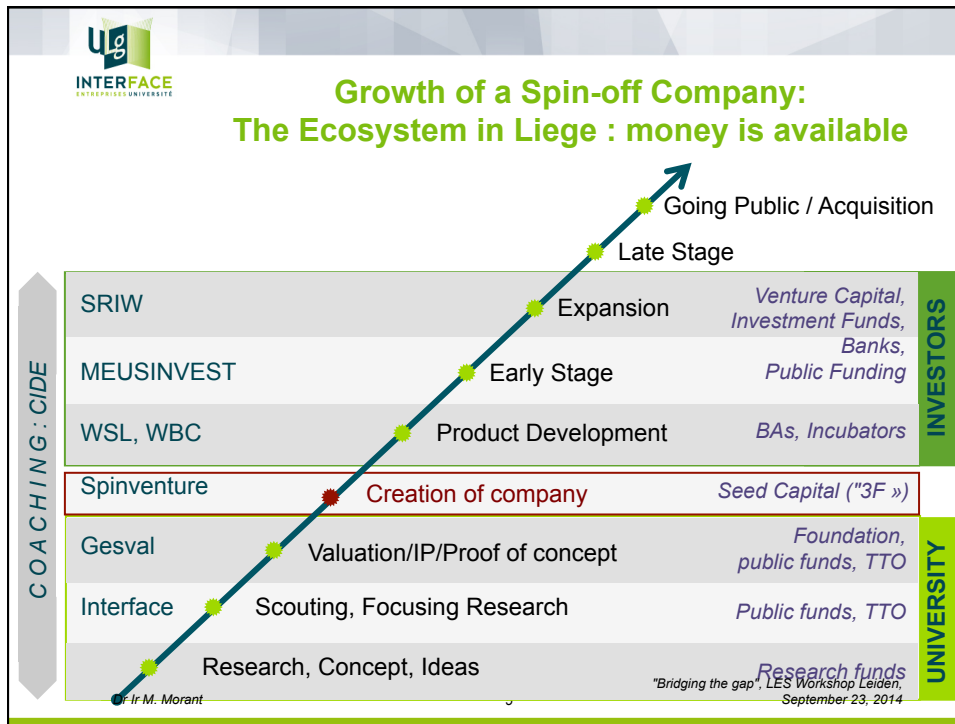 ULg
INTERFACE
ENTREPRISES UNIVERSITÉ
Growth of a Spin-off Company:
The Ecosystem in Liege : money is available
Going Public / Acquisition
Late Stage
SRIW
Expansion
Venture Capital,
Investment Funds,
Banks,
Public Funding
MEUSINVEST
Early Stage
WSL, WBC
Product Development
BAs, Incubators
INVESTORS
COACHING : CIDE
Spinventure
Creation of company
Seed Capital ("3F »)
Gesval
Valuation/IP/Proof of concept
Foundation,
public funds, TTO
Interface
Scouting, Focusing Research
Public funds, TTO
Research, Concept, Ideas
Research funds
UNIVERSITY
Dr Ir M. Morant
"Bridging the gap", LES Workshop Leiden,
September 23, 2014